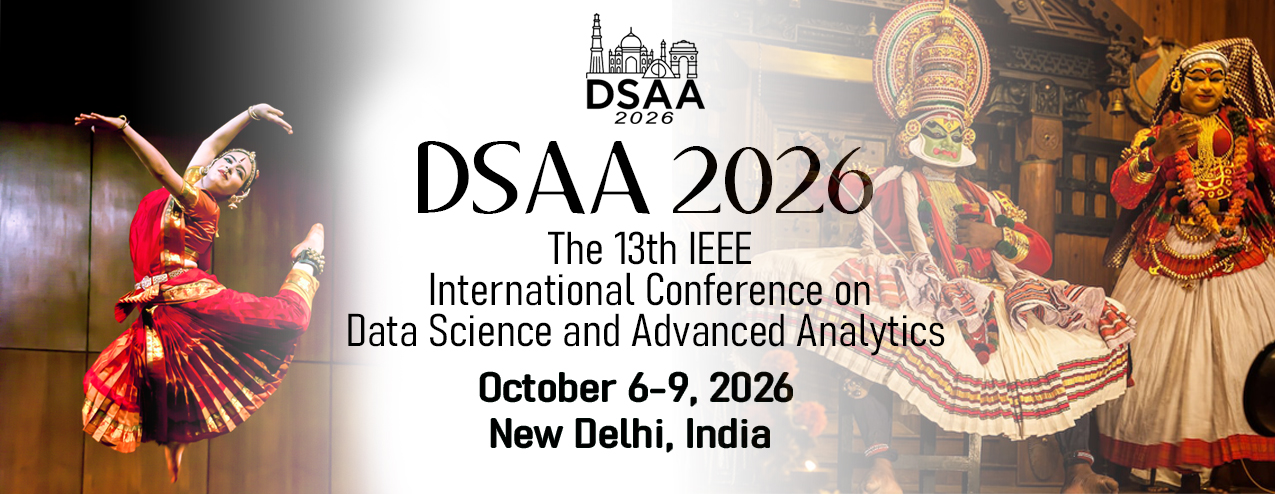 DSAA
2026
DSAA 2026
The 13th IEEE
International Conference on
Data Science and Advanced Analytics
October 6-9, 2026
New Delhi, India